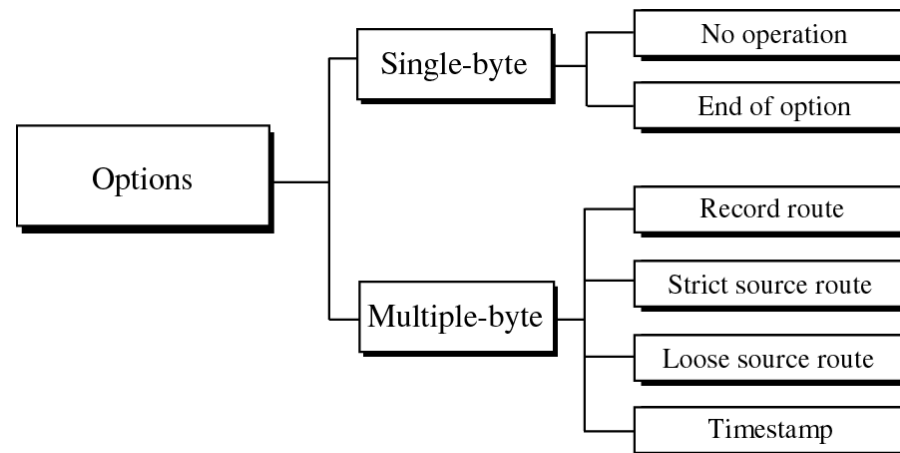 Options
Single-byte
No operation
End of option
Multiple-byte
Record route
Strict source route
Loose source route
Timestamp